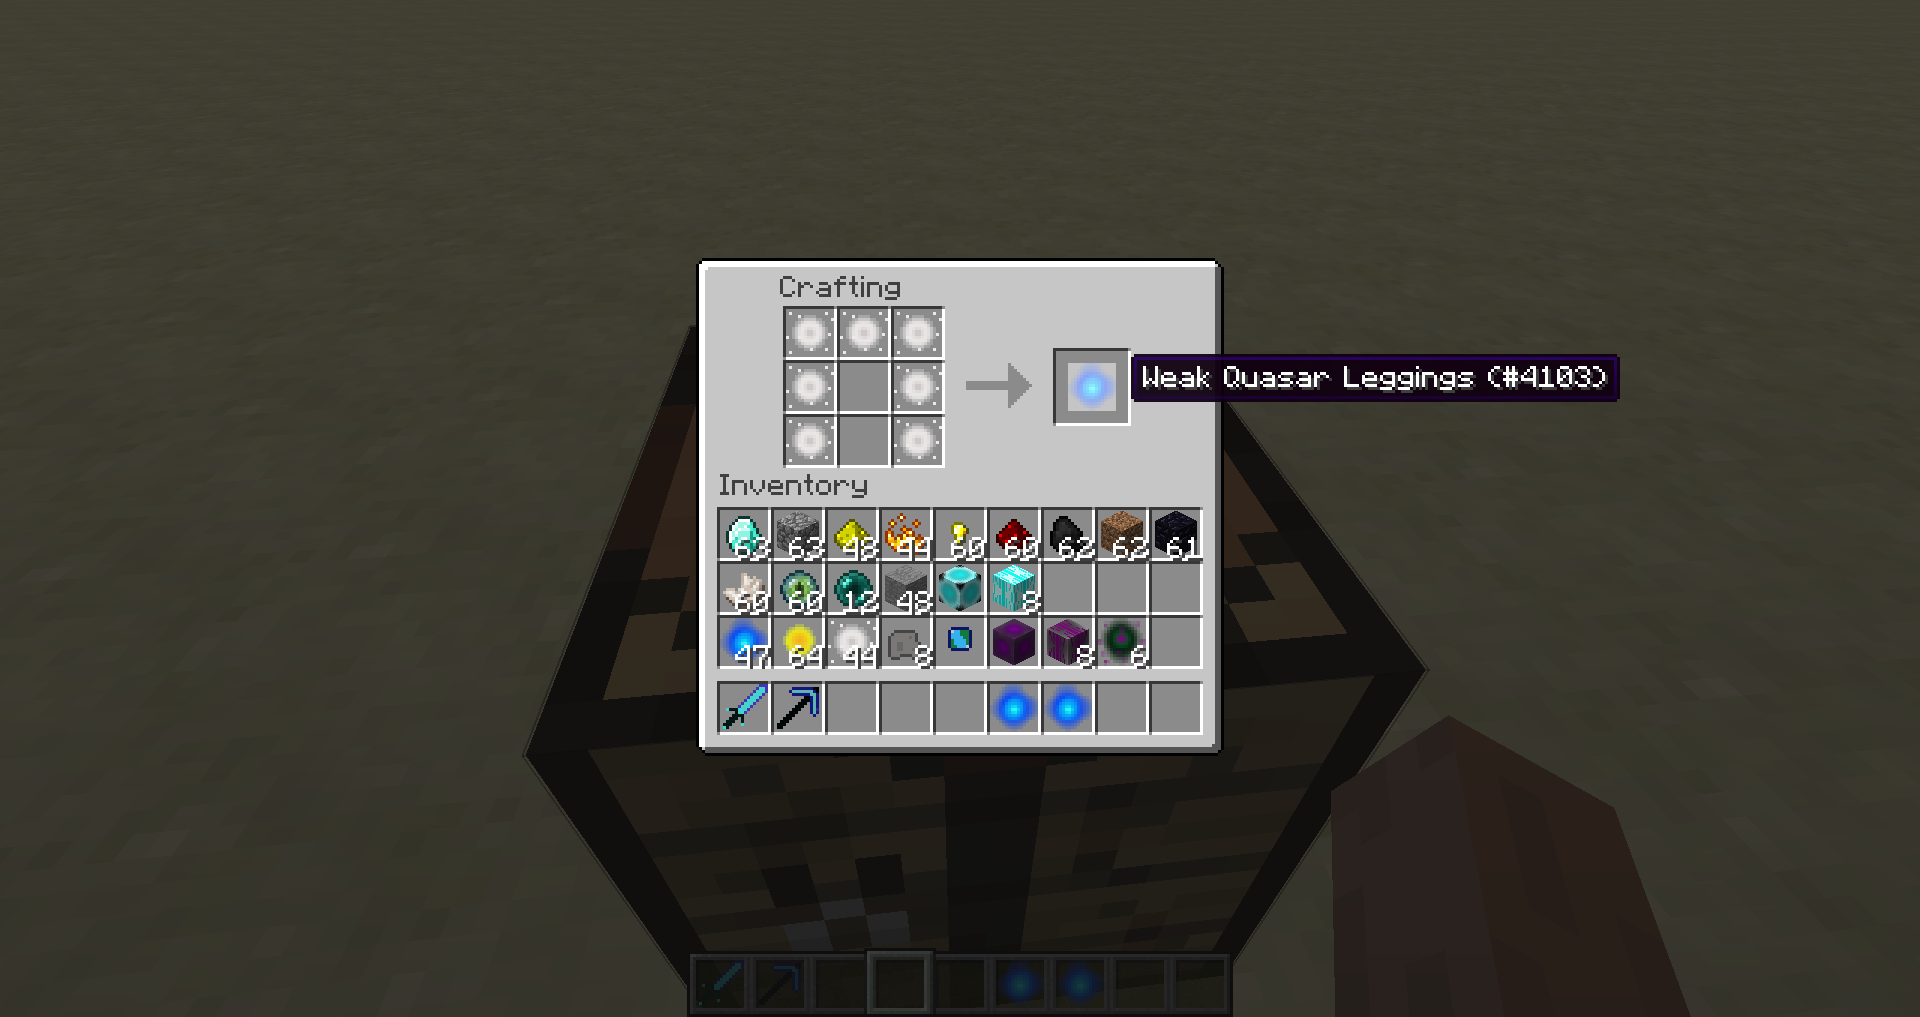 Crafting
Weak Quasar Leggings (#4103)
Inventory
63 63 48 44 60 60 62 62 61
60 60 12 48 8
47 64 44 8 8 6